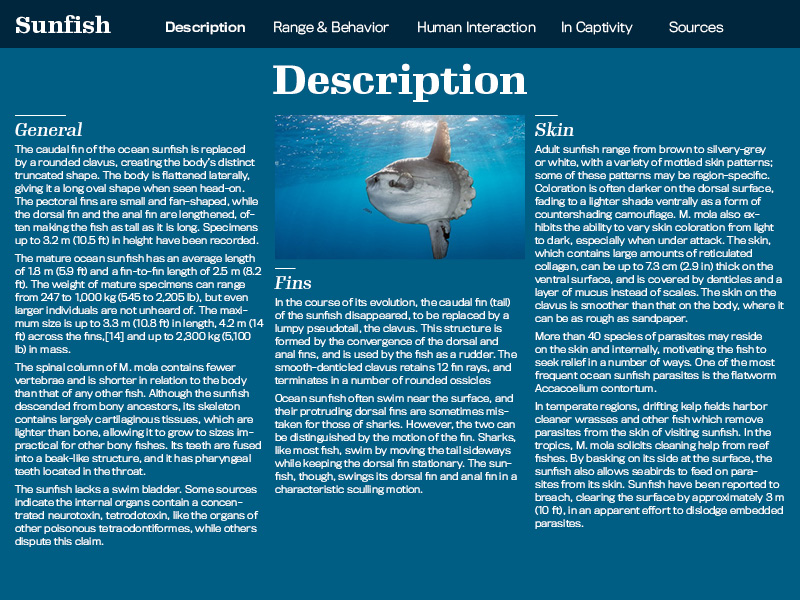 Sunfish
Description
Range & Behavior
Human Interaction
In Captivity
Sources
Description
General
The caudal fin of the ocean sunfish is replaced
by a rounded clavus, creating the body's distinct
truncated shape. The body is flattened laterally,
giving it a long oval shape when seen head-on.
The pectoral fins are small and fan-shaped, while
the dorsal fin and the anal fin are lengthened, of-
ten making the fish as tall as it is long. Specimens
up to 3.2 m (10.5 ft) in height have been recorded.
The mature ocean sunfish has an average length
of 1.8 m (5.9 ft) and a fin-to-fin length of 2.5 m (8.2
ft). The weight of mature specimens can range
from 247 to 1,000 kg (545 to 2,205 lb), but even
larger individuals are not unheard of. The maxi-
mum size is up to 3.3 m (10.8 ft) in length, 4.2 m (14
ft) across the fins,[14] and up to 2,300 kg (5,100
lb) in mass.
The spinal column of M. mola contains fewer
vertebrae and is shorter in relation to the body
than that of any other fish. Although the sunfish
descended from bony ancestors, its skeleton
contains largely cartilaginous tissues, which are
lighter than bone, allowing it to grow to sizes im-
practical for other bony fishes. Its teeth are fused
into a beak-like structure, and it has pharyngeal
teeth located in the throat.
The sunfish lacks a swim bladder. Some sources
indicate the internal organs contain a concen-
trated neurotoxin, tetrodotoxin, like the organs of
other poisonous tetraodontiformes, while others
dispute this claim.
Fins
In the course of its evolution, the caudal fin (tail)
of the sunfish disappeared, to be replaced by a
lumpy pseudotail, the clavus. This structure is
formed by the convergence of the dorsal and
anal fins, and is used by the fish as a rudder. The
smooth-denticled clavus retains 12 fin rays, and
terminates in a number of rounded ossicles
Ocean sunfish often swim near the surface, and
their protruding dorsal fins are sometimes mis-
taken for those of sharks. However, the two can
be distinguished by the motion of the fin. Sharks,
like most fish, swim by moving the tail sideways
while keeping the dorsal fin stationary. The sun-
fish, though, swings its dorsal fin and anal fin in a
characteristic sculling motion.
Skin
Adult sunfish range from brown to silvery-grey
or white, with a variety of mottled skin patterns;
some of these patterns may be region-specific.
Coloration is often darker on the dorsal surface,
fading to a lighter shade ventrally as a form of
countershading camouflage. M. mola also ex-
hibits the ability to vary skin coloration from light
to dark, especially when under attack. The skin,
which contains large amounts of reticulated
collagen, can be up to 7.3 cm (2.9 in) thick on the
ventral surface, and is covered by denticles and a
layer of mucus instead of scales. The skin on the
clavus is smoother than that on the body, where it
can be as rough as sandpaper.
More than 40 species of parasites may reside
on the skin and internally, motivating the fish to
seek relief in a number of ways. One of the most
frequent ocean sunfish parasites is the flatworm
Accacoelium contortum.
In temperate regions, drifting kelp fields harbor
cleaner wrasses and other fish which remove
parasites from the skin of visiting sunfish. In the
tropics, M. mola solicits cleaning help from reef
fishes. By basking on its side at the surface, the
sunfish also allows seabirds to feed on para-
sites from its skin. Sunfish have been reported to
breach, clearing the surface by approximately 3 m
(10 ft), in an apparent effort to dislodge embedded
parasites.